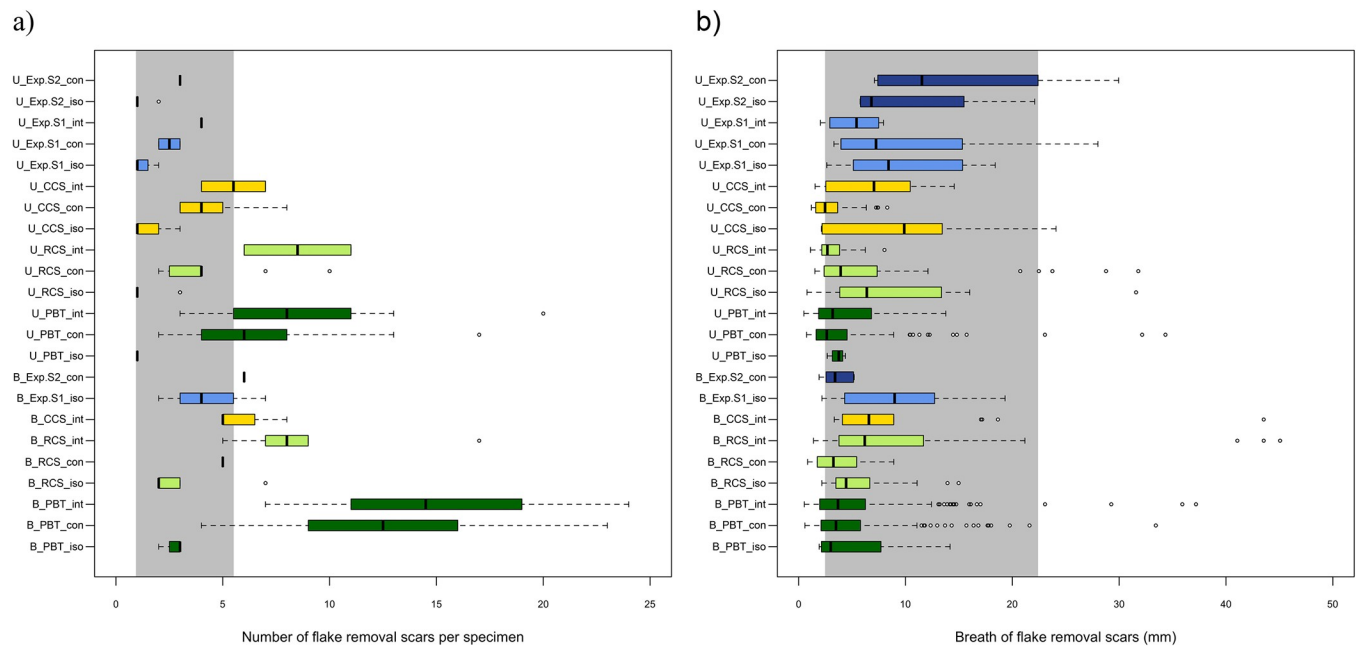 a)
U_Exp.S2_con
U_Exp.S2_iso
U_Exp.S1_int
U_Exp.S1_con
U_Exp.S1_iso
U_CCS_int
U_CCS_con
U_CCS_iso
U_RCS_int
U_RCS_con
U_RCS_iso
U_PBT_int
U_PBT_con
U_PBT_iso
B_Exp.S2_con
B_Exp.S1_iso
B_CCS_int
B_RCS_int
B_RCS_con
B_RCS_iso
B_PBT_int
B_PBT_con
B_PBT_iso
0 5 10 15 20 25
Number of flake removal scars per specimen
b)
U_Exp.S2_con
U_Exp.S2_iso
U_Exp.S1_int
U_Exp.S1_con
U_Exp.S1_iso
U_CCS_int
U_CCS_con
U_CCS_iso
U_RCS_int
U_RCS_con
U_RCS_iso
U_PBT_int
U_PBT_con
U_PBT_iso
B_Exp.S2_con
B_Exp.S1_iso
B_CCS_int
B_RCS_int
B_RCS_con
B_RCS_iso
B_PBT_int
B_PBT_con
B_PBT_iso
0 10 20 30 40 50
Breath of flake removal scars (mm)